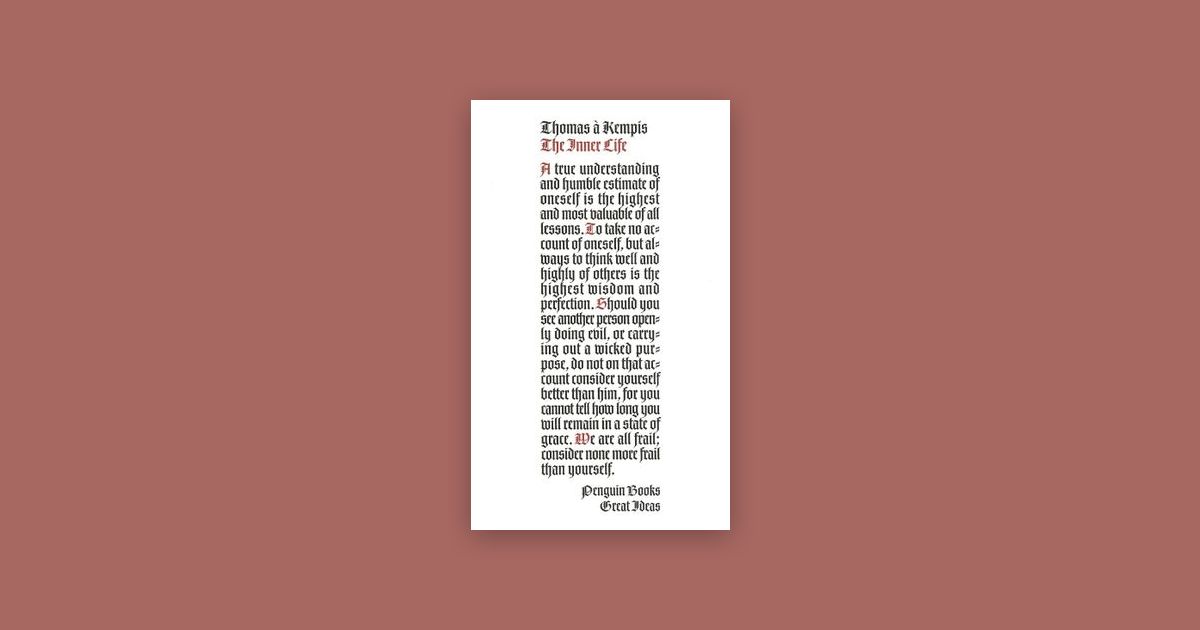 Thomas à Kempis
The Inner Life
A true understanding
and humble estimate of
oneself is the highest
and most valuable of all
lessons. To take no ac=
count of oneself, but al=
ways to think well and
highly of others is the
highest wisdom and
perfection. Should you
see another person open=
ly doing evil, or carry=
ing out a wicked pur=
pose, do not on that ac=
count consider yourself
better than him, for you
cannot tell how long you
will remain in a state of
grace. We are all frail;
consider none more frail
than yourself.
Penguin Books
Great Ideas